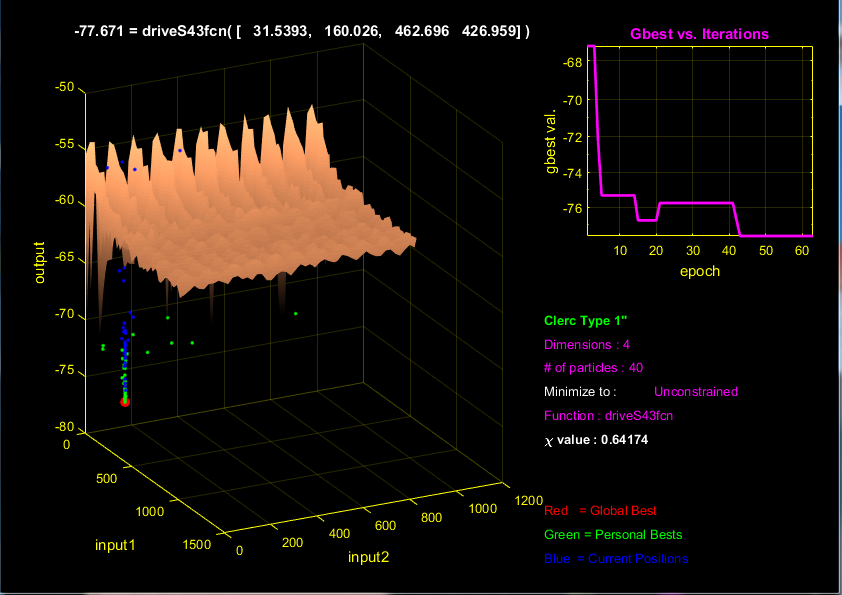 -77.671 = driveS43fcn( [ 31.5393, 160.026, 462.696 426.959] )
Gbest vs. Iterations
-50
-55
-60
-65
-70
-75
-80
output
0
500
1000
1500
input1
0
200
400
600
800
1000
1200
input2
-68
-70
-72
-74
-76
gbest val.
10 20 30 40 50 60
epoch
Clerc Type 1"
Dimensions : 4
# of particles : 40
Minimize to : Unconstrained
Function : driveS43fcn
χ value : 0.64174
Red = Global Best
Green = Personal Bests
Blue = Current Positions